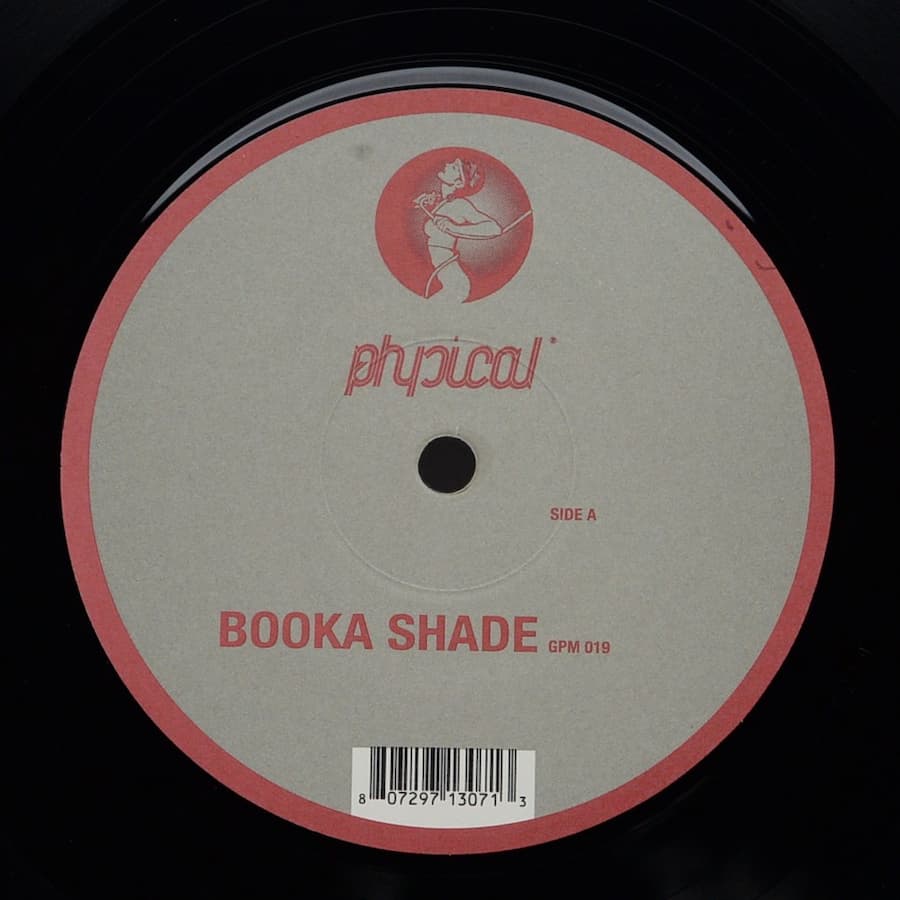 physical®
SIDE A
BOOKA SHADE GPM 019
8 07297 13071 3